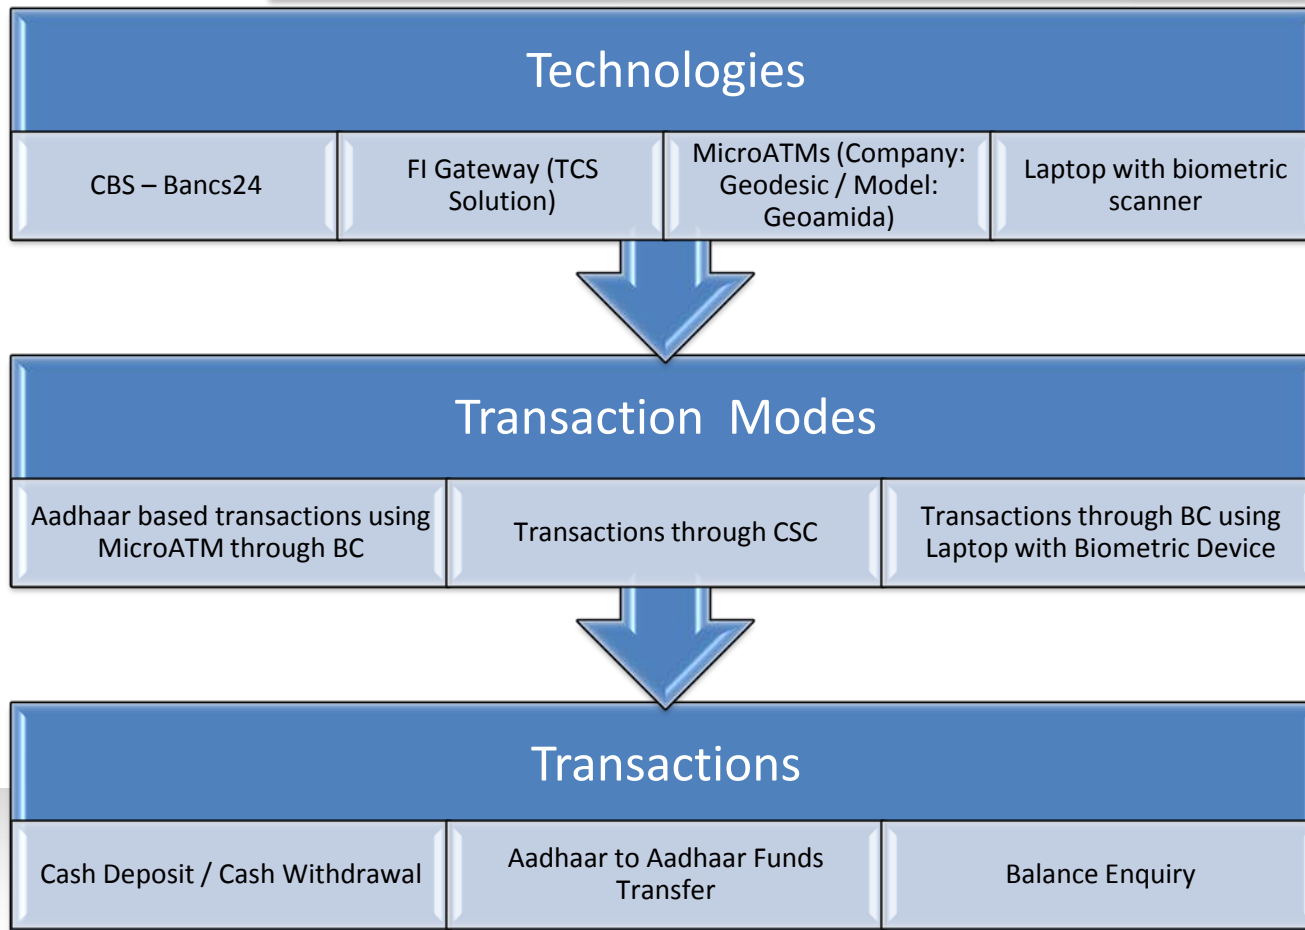 Technologies
CBS – Bancs24
FI Gateway (TCS
Solution)
MicroATMs (Company:
Geodesic / Model:
Geoamida)
Laptop with biometric
scanner
Transaction  Modes
Aadhaar based transactions using
MicroATM through BC
Transactions through CSC
Transactions through BC using
Laptop with Biometric Device
Transactions
Cash Deposit / Cash Withdrawal
Aadhaar to Aadhaar Funds
Transfer
Balance Enquiry